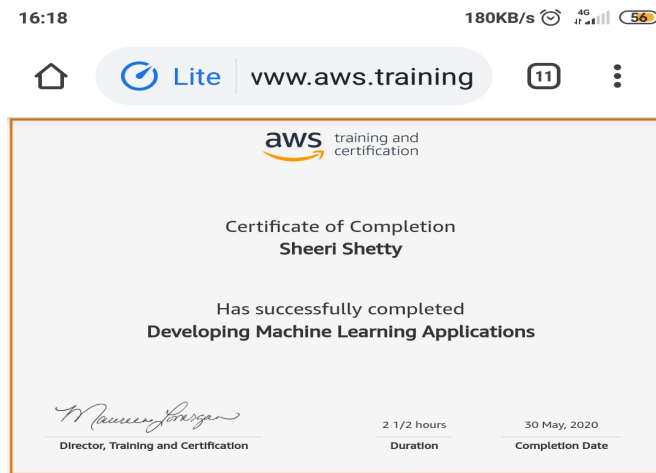 16:18
180KB/s 4G 56
Lite vww.aws.training 11
aws training and
certification
Certificate of Completion
Sheeri Shetty
Has successfully completed
Developing Machine Learning Applications
Maureen Lonergan
2 1/2 hours 30 May, 2020
Director, Training and Certification Duration Completion Date